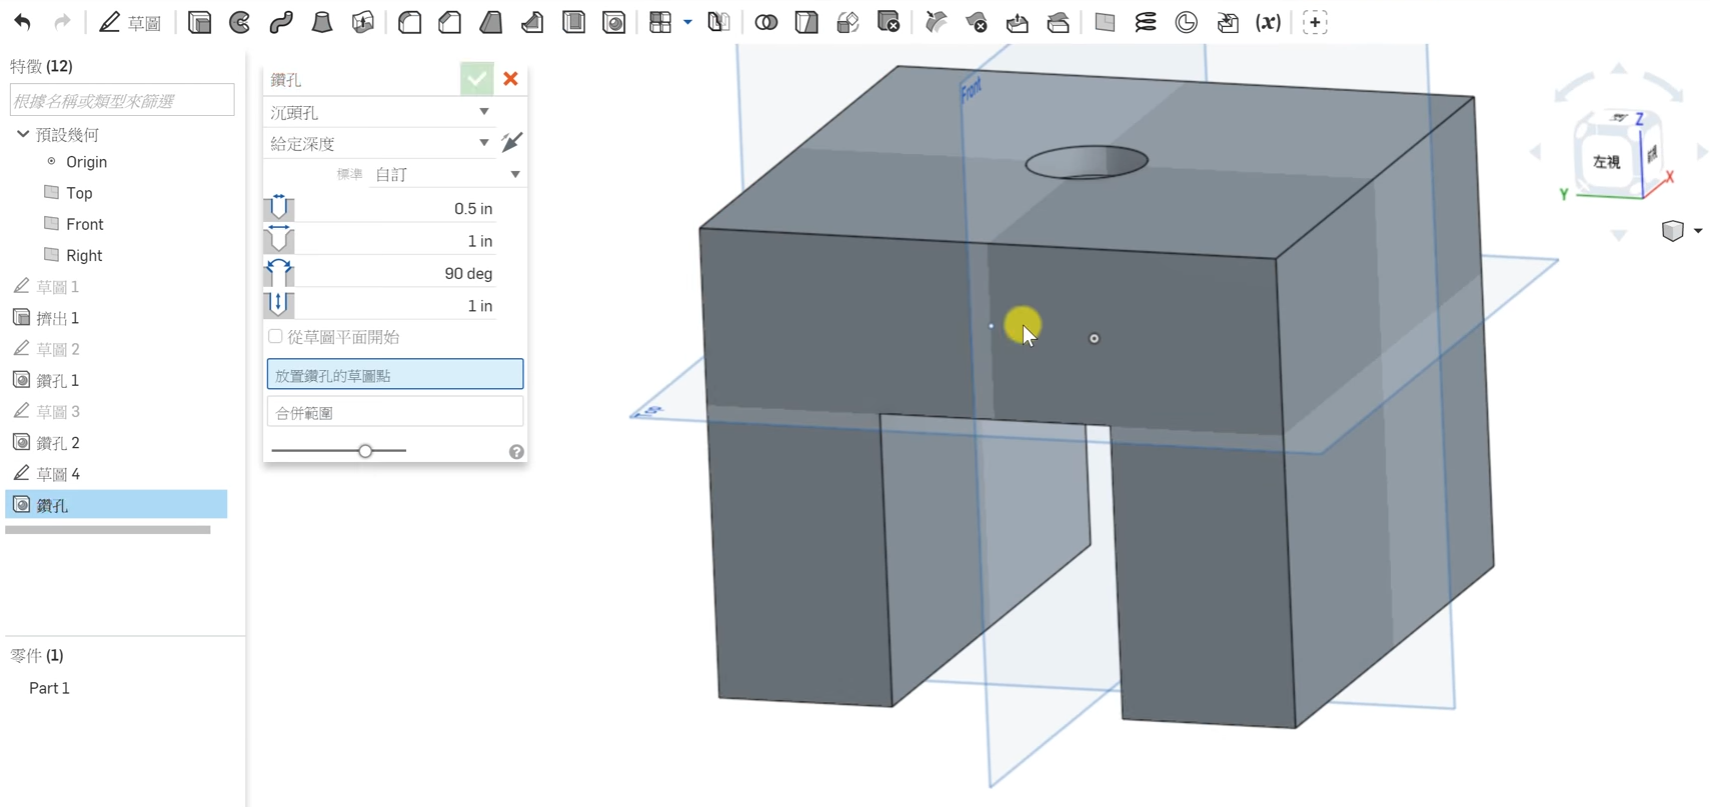 草圖
(x)
特徵 (12)
根據名稱或類型來篩選
預設幾何
Origin
Top
Front
Right
草圖 1
擠出 1
草圖 2
鑽孔 1
草圖 3
鑽孔 2
草圖 4
鑽孔
零件 (1)
Part 1
鑽孔
沉頭孔
給定深度
標準 自訂
0.5 in
1 in
90 deg
1 in
從草圖平面開始
放置鑽孔的草圖點
合併範圍
Front
Z
左視
X
Y